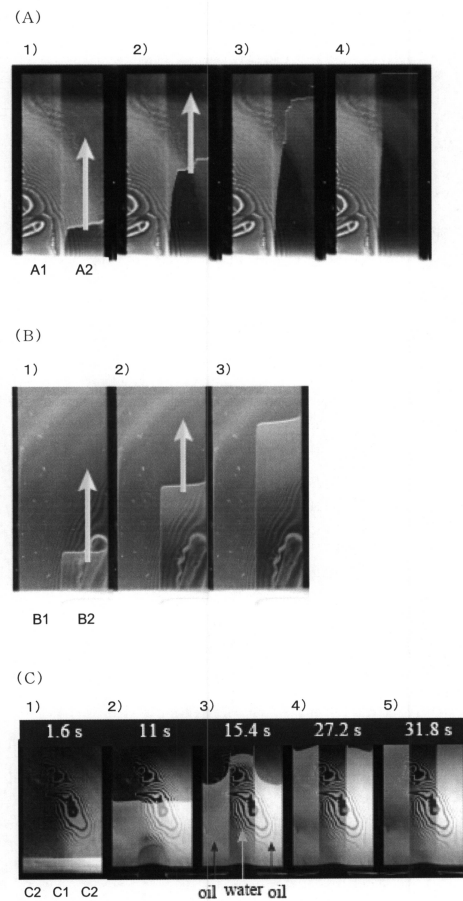 (A)
1) 2) 3) 4)
A1 A2
(B)
1) 2) 3)
B1 B2
(C)
1) 2) 3) 4) 5)
1.6 s 11 s 15.4 s 27.2 s 31.8 s
C2 C1 C2 oil water oil